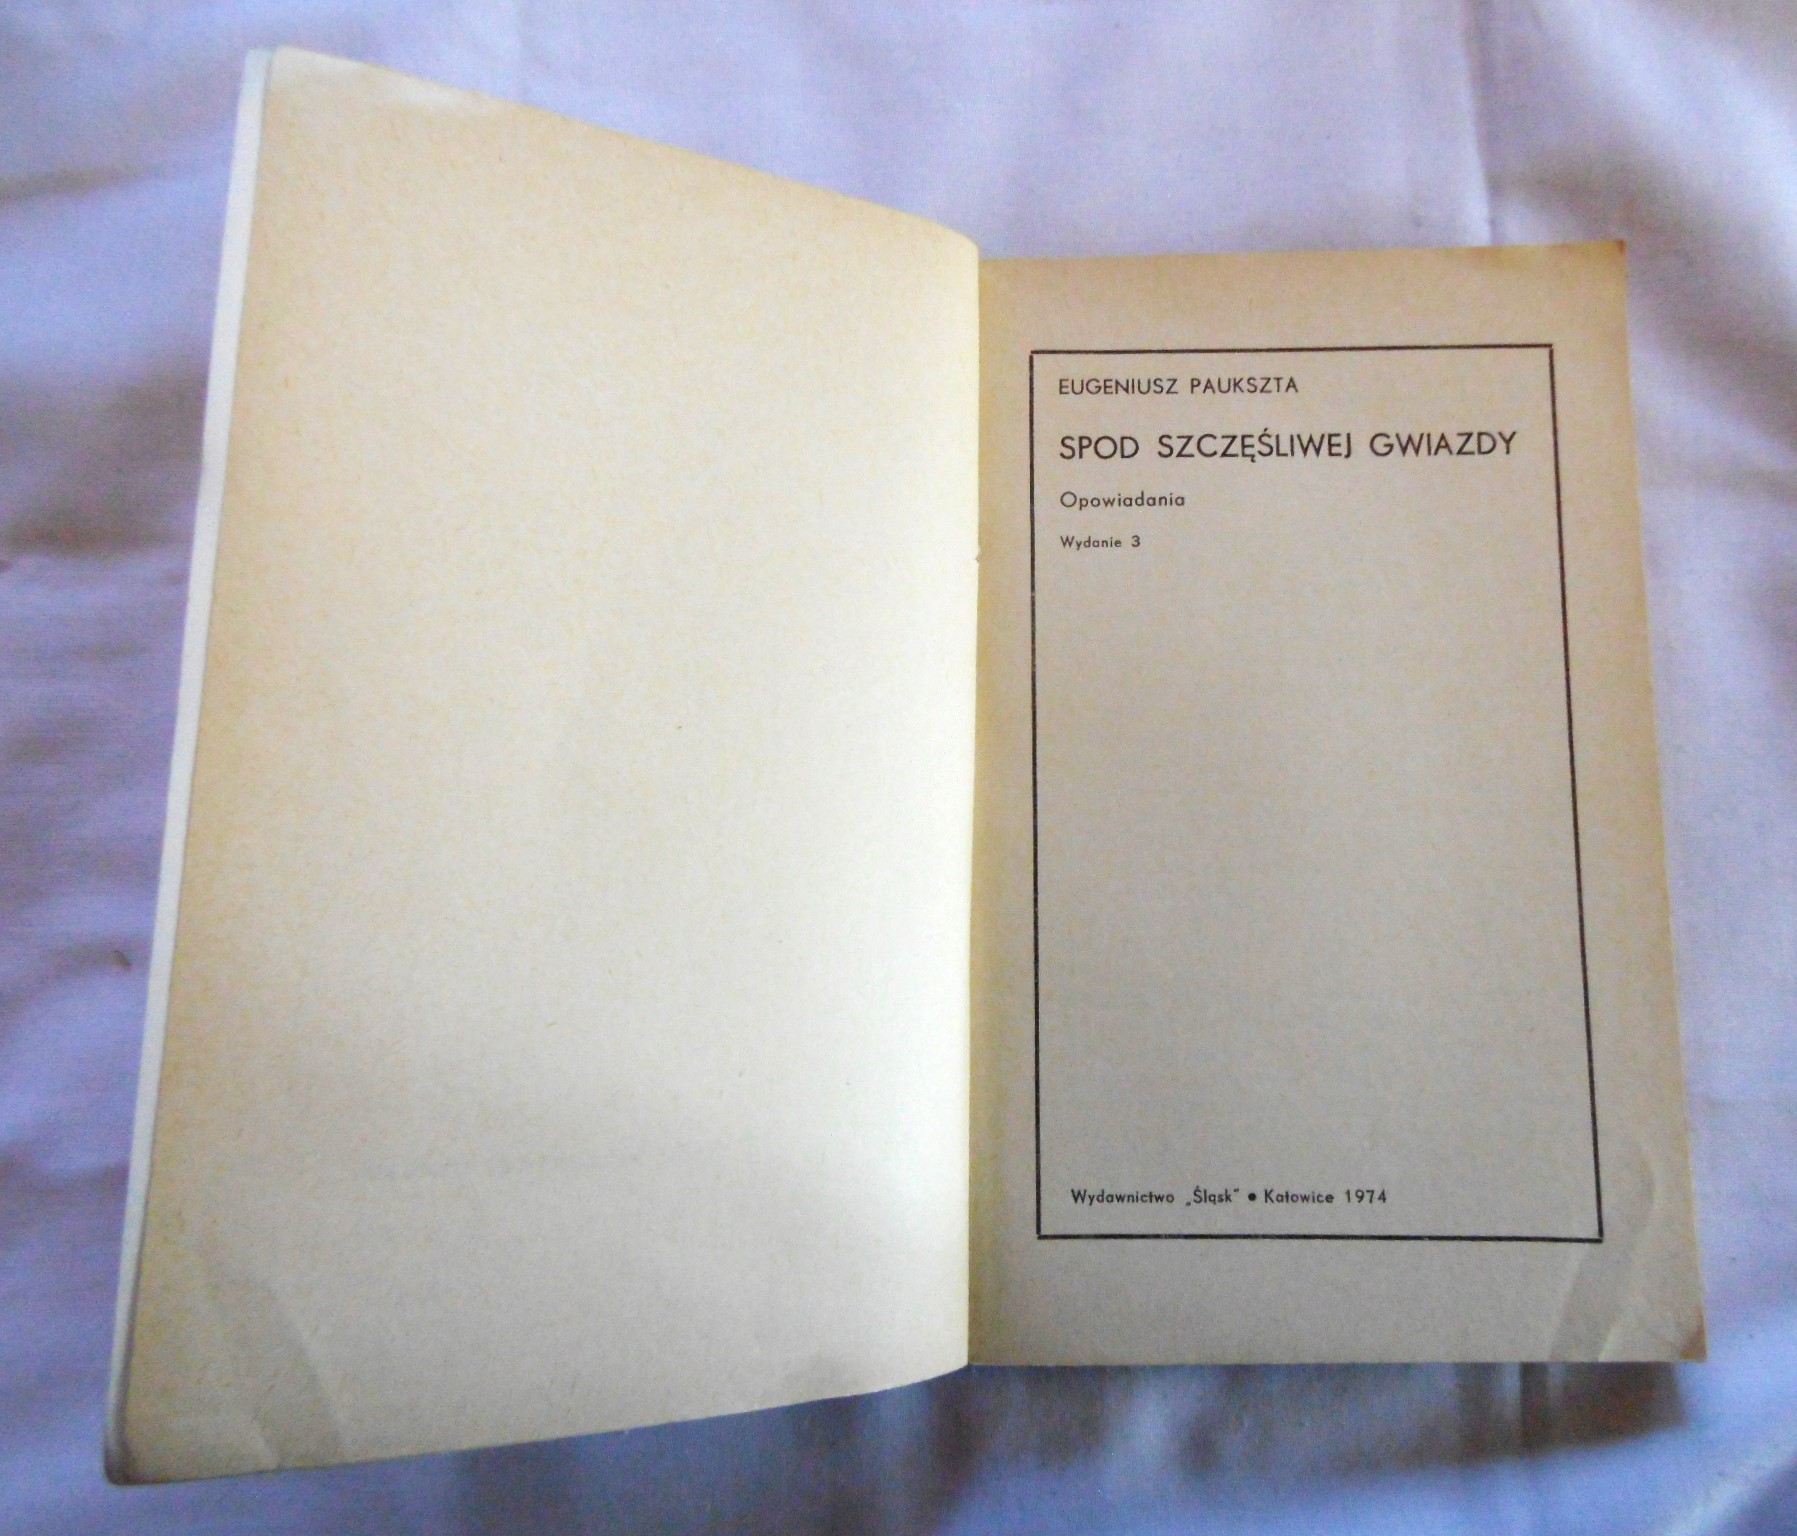 EUGENIUSZ PAUKSZTA
SPOD SZCZĘŚLIWEJ GWIAZDY
Opowiadania
Wydanie 3
Wydawnictwo „Śląsk” • Katowice 1974